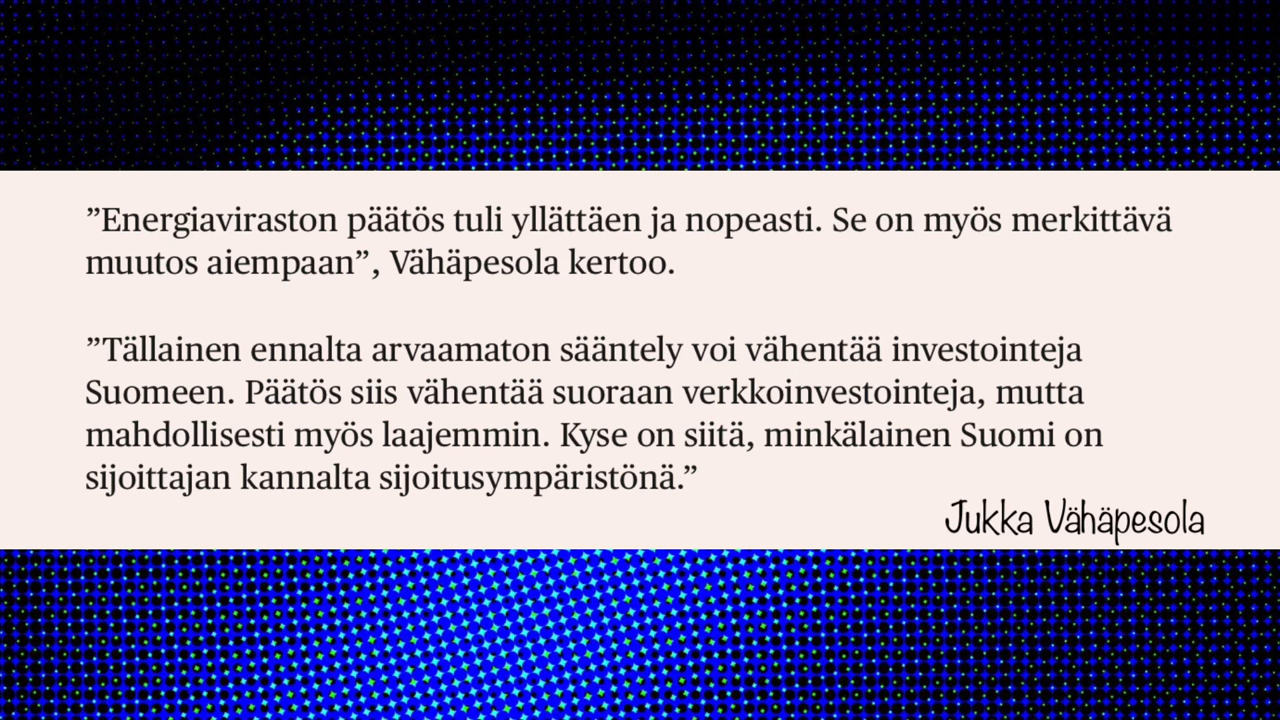 ”Energiaviraston päätös tuli yllättäen ja nopeasti. Se on myös merkittävä
muutos aiempaan”, Vähäpesola kertoo.
”Tällainen ennalta arvaamaton sääntely voi vähentää investointeja
Suomeen. Päätös siis vähentää suoraan verkkoinvestointeja, mutta
mahdollisesti myös laajemmin. Kyse on siitä, minkälainen Suomi on
sijoittajan kannalta sijoitusympäristönä.”
Jukka Vähäpesola